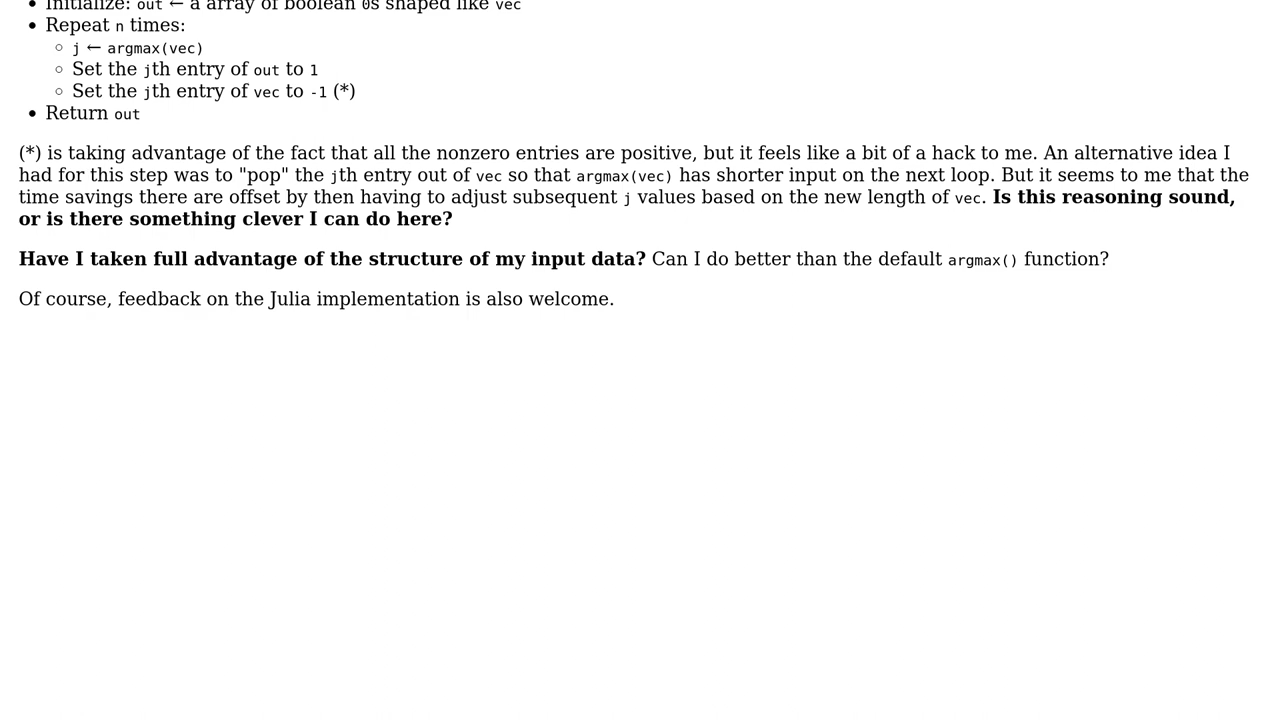 • Initialize: out ← a array of boolean 0s shaped like vec
• Repeat n times:
◦ j ← argmax(vec)
◦ Set the jth entry of out to 1
◦ Set the jth entry of vec to -1 (*)
• Return out
(*) is taking advantage of the fact that all the nonzero entries are positive, but it feels like a bit of a hack to me. An alternative idea I
had for this step was to "pop" the jth entry out of vec so that argmax(vec) has shorter input on the next loop. But it seems to me that the
time savings there are offset by then having to adjust subsequent j values based on the new length of vec. Is this reasoning sound,
or is there something clever I can do here?
Have I taken full advantage of the structure of my input data? Can I do better than the default argmax() function?
Of course, feedback on the Julia implementation is also welcome.